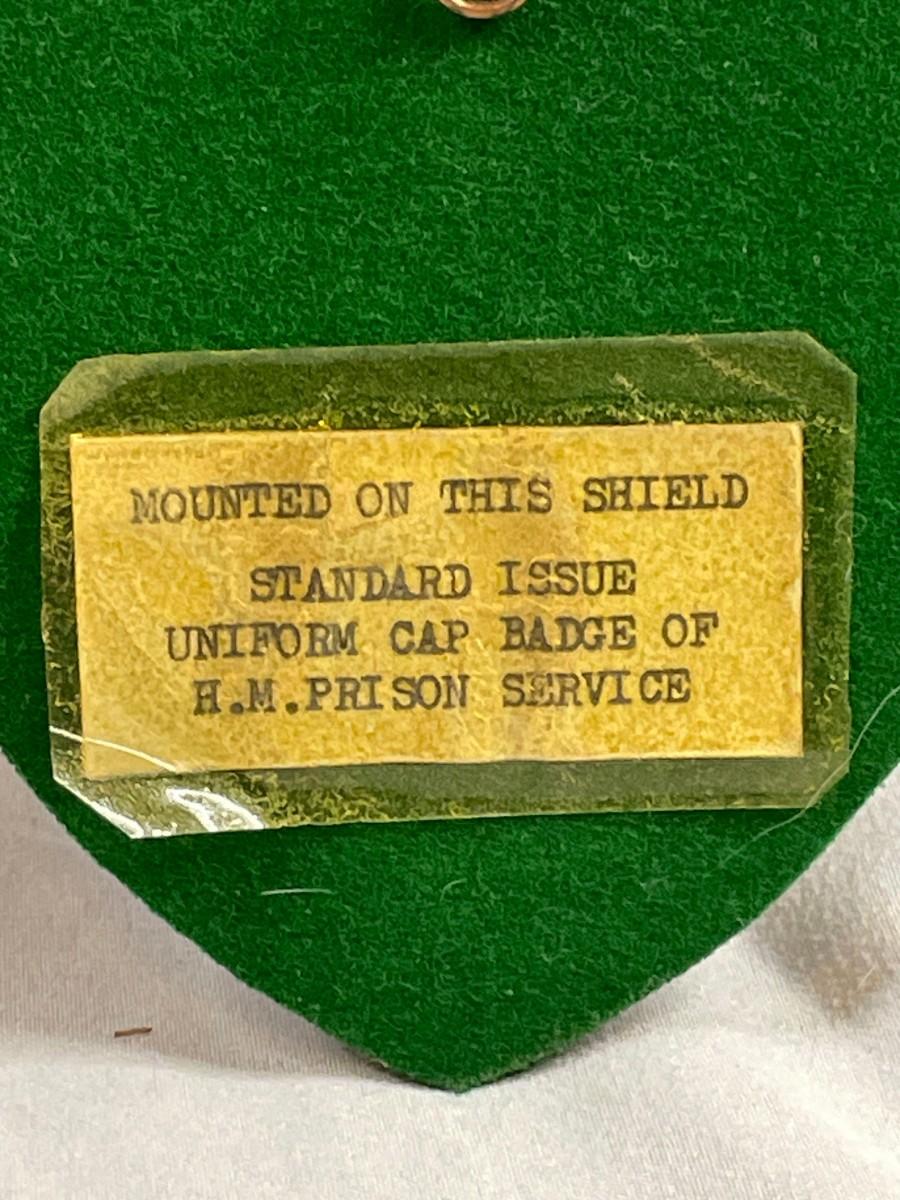 MOUNTED ON THIS SHIELD
STANDARD ISSUE
UNIFORM CAP BADGE OF
H.M.PRISON SERVICE